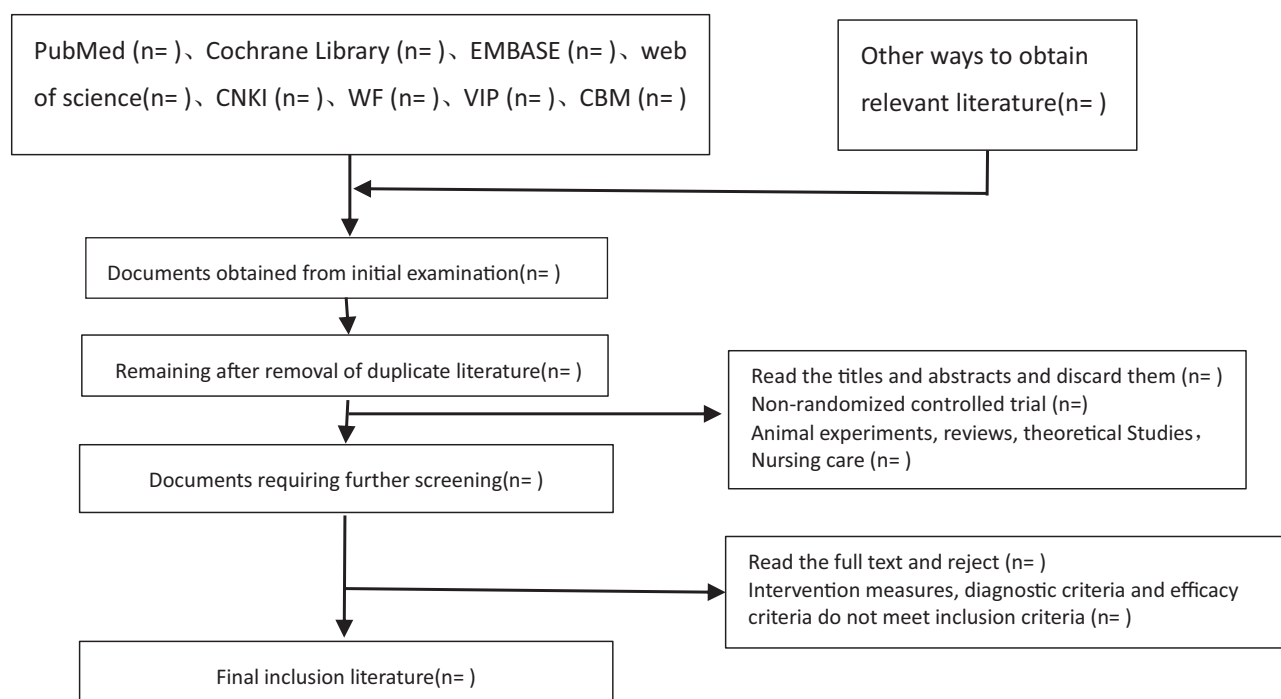 PubMed (n= )、Cochrane Library (n= )、EMBASE (n= )、web
of science(n= )、CNKI (n= )、WF (n= )、VIP (n= )、CBM (n= )
Other ways to obtain
relevant literature(n= )
Documents obtained from initial examination(n= )
Remaining after removal of duplicate literature(n= )
Read the titles and abstracts and discard them (n= )
Non-randomized controlled trial (n=)
Animal experiments, reviews, theoretical Studies，
Nursing care (n= )
Documents requiring further screening(n= )
Read the full text and reject (n= )
Intervention measures, diagnostic criteria and efficacy
criteria do not meet inclusion criteria (n= )
Final inclusion literature(n= )